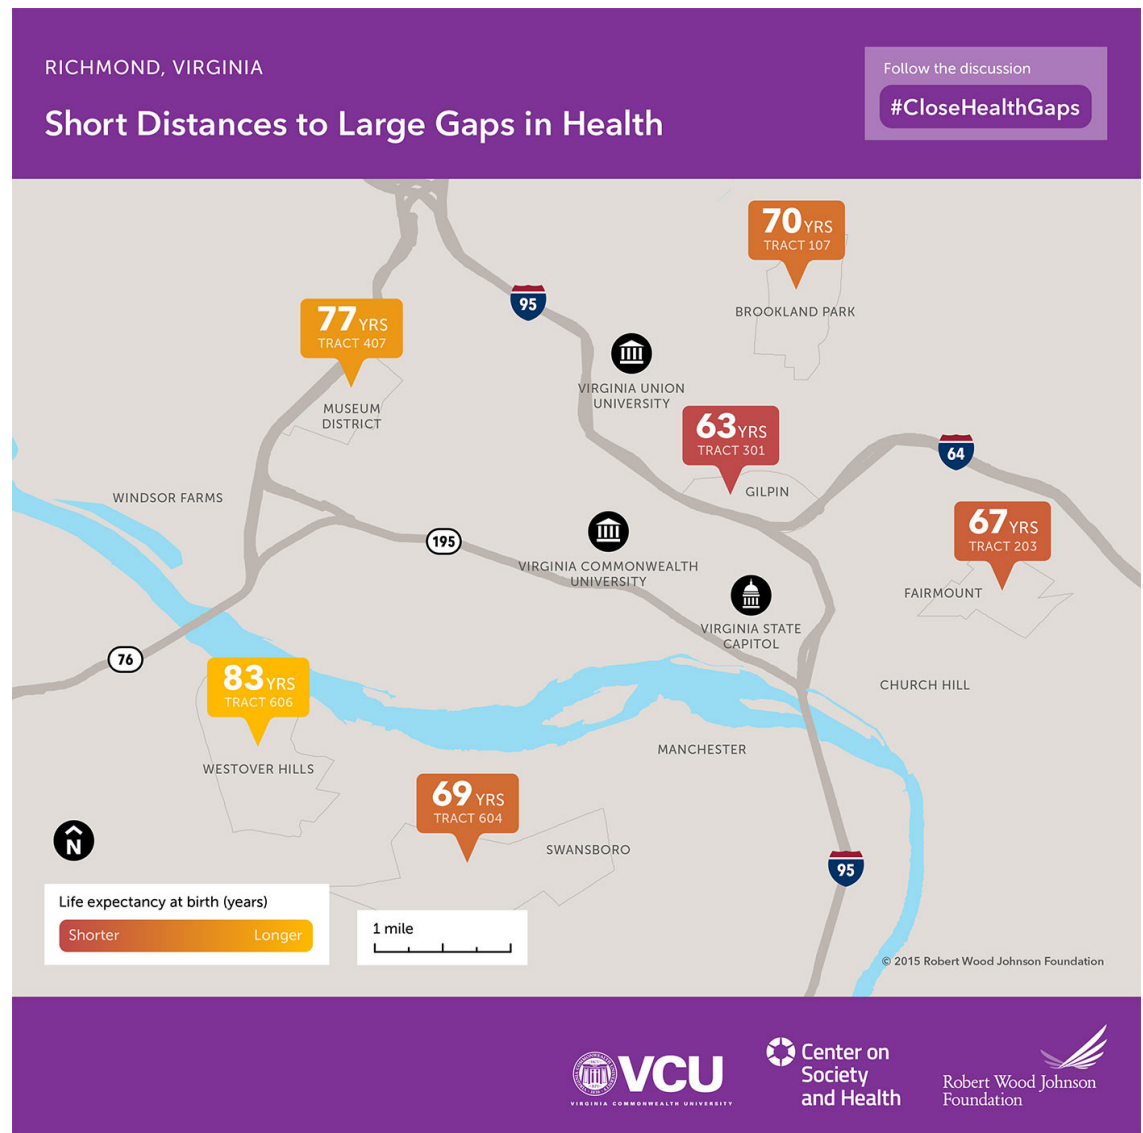 RICHMOND, VIRGINIA
Short Distances to Large Gaps in Health
Follow the discussion
#CloseHealthGaps
70 YRS
TRACT 107
BROOKLAND PARK
95
77 YRS
TRACT 407
MUSEUM
DISTRICT
VIRGINIA UNION
UNIVERSITY
63 YRS
TRACT 301
GILPIN
64
WINDSOR FARMS
195
VIRGINIA COMMONWEALTH
UNIVERSITY
67 YRS
TRACT 203
FAIRMOUNT
VIRGINIA STATE
CAPITOL
76
83 YRS
TRACT 606
WESTOVER HILLS
CHURCH HILL
MANCHESTER
69 YRS
TRACT 604
SWANSBORO
N
95
Life expectancy at birth (years)
Shorter
Longer
1 mile
© 2015 Robert Wood Johnson Foundation
VCU
VIRGINIA COMMONWEALTH UNIVERSITY
Center on
Society
and Health
Robert Wood Johnson
Foundation